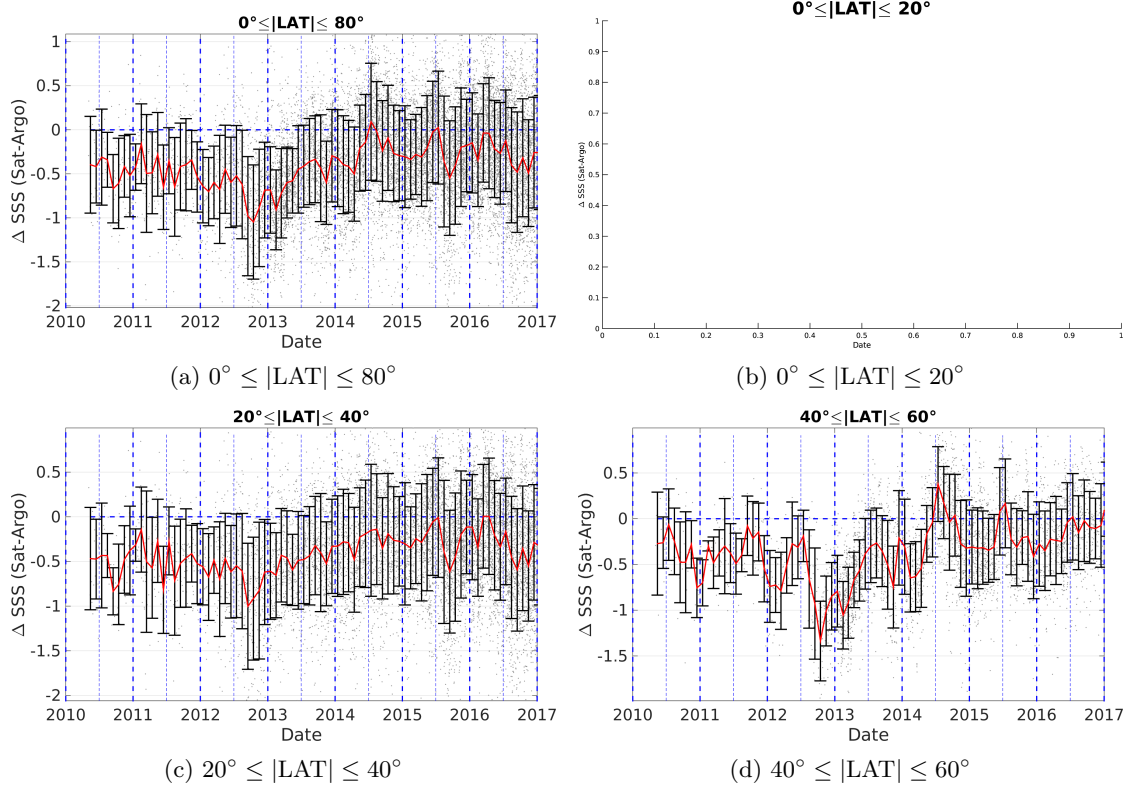 0°≤|LAT|≤ 80°
1
0.5
0
-0.5
-1
-1.5
-2
Δ SSS (Sat-Argo)
2010 2011 2012 2013 2014 2015 2016 2017
Date
(a) 0° ≤ |LAT| ≤ 80°
0°≤|LAT|≤ 20°
1
0.9
0.8
0.7
0.6
0.5
0.4
0.3
0.2
0.1
0
Δ SSS (Sat-Argo)
0 0.1 0.2 0.3 0.4 0.5 0.6 0.7 0.8 0.9 1
Date
(b) 0° ≤ |LAT| ≤ 20°
20°≤|LAT|≤ 40°
0.5
0
-0.5
-1
-1.5
-2
Δ SSS (Sat-Argo)
2010 2011 2012 2013 2014 2015 2016 2017
Date
(c) 20° ≤ |LAT| ≤ 40°
40°≤|LAT|≤ 60°
0.5
0
-0.5
-1
-1.5
Δ SSS (Sat-Argo)
2010 2011 2012 2013 2014 2015 2016 2017
Date
(d) 40° ≤ |LAT| ≤ 60°